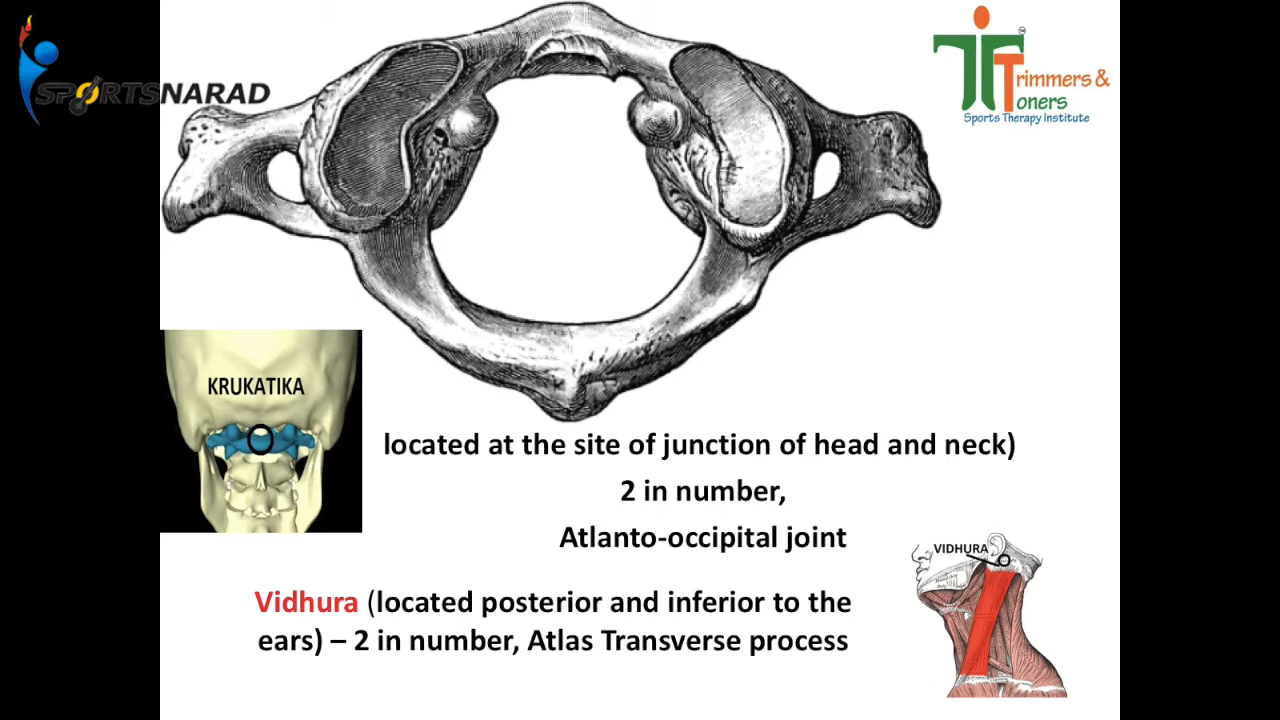 SPORTSNARAD
Trimmers &
Toners
Sports Therapy Institute
KRUKATIKA
located at the site of junction of head and neck)
2 in number,
Atlanto-occipital joint
VIDHURA
Vidhura (located posterior and inferior to the
ears) – 2 in number, Atlas Transverse process